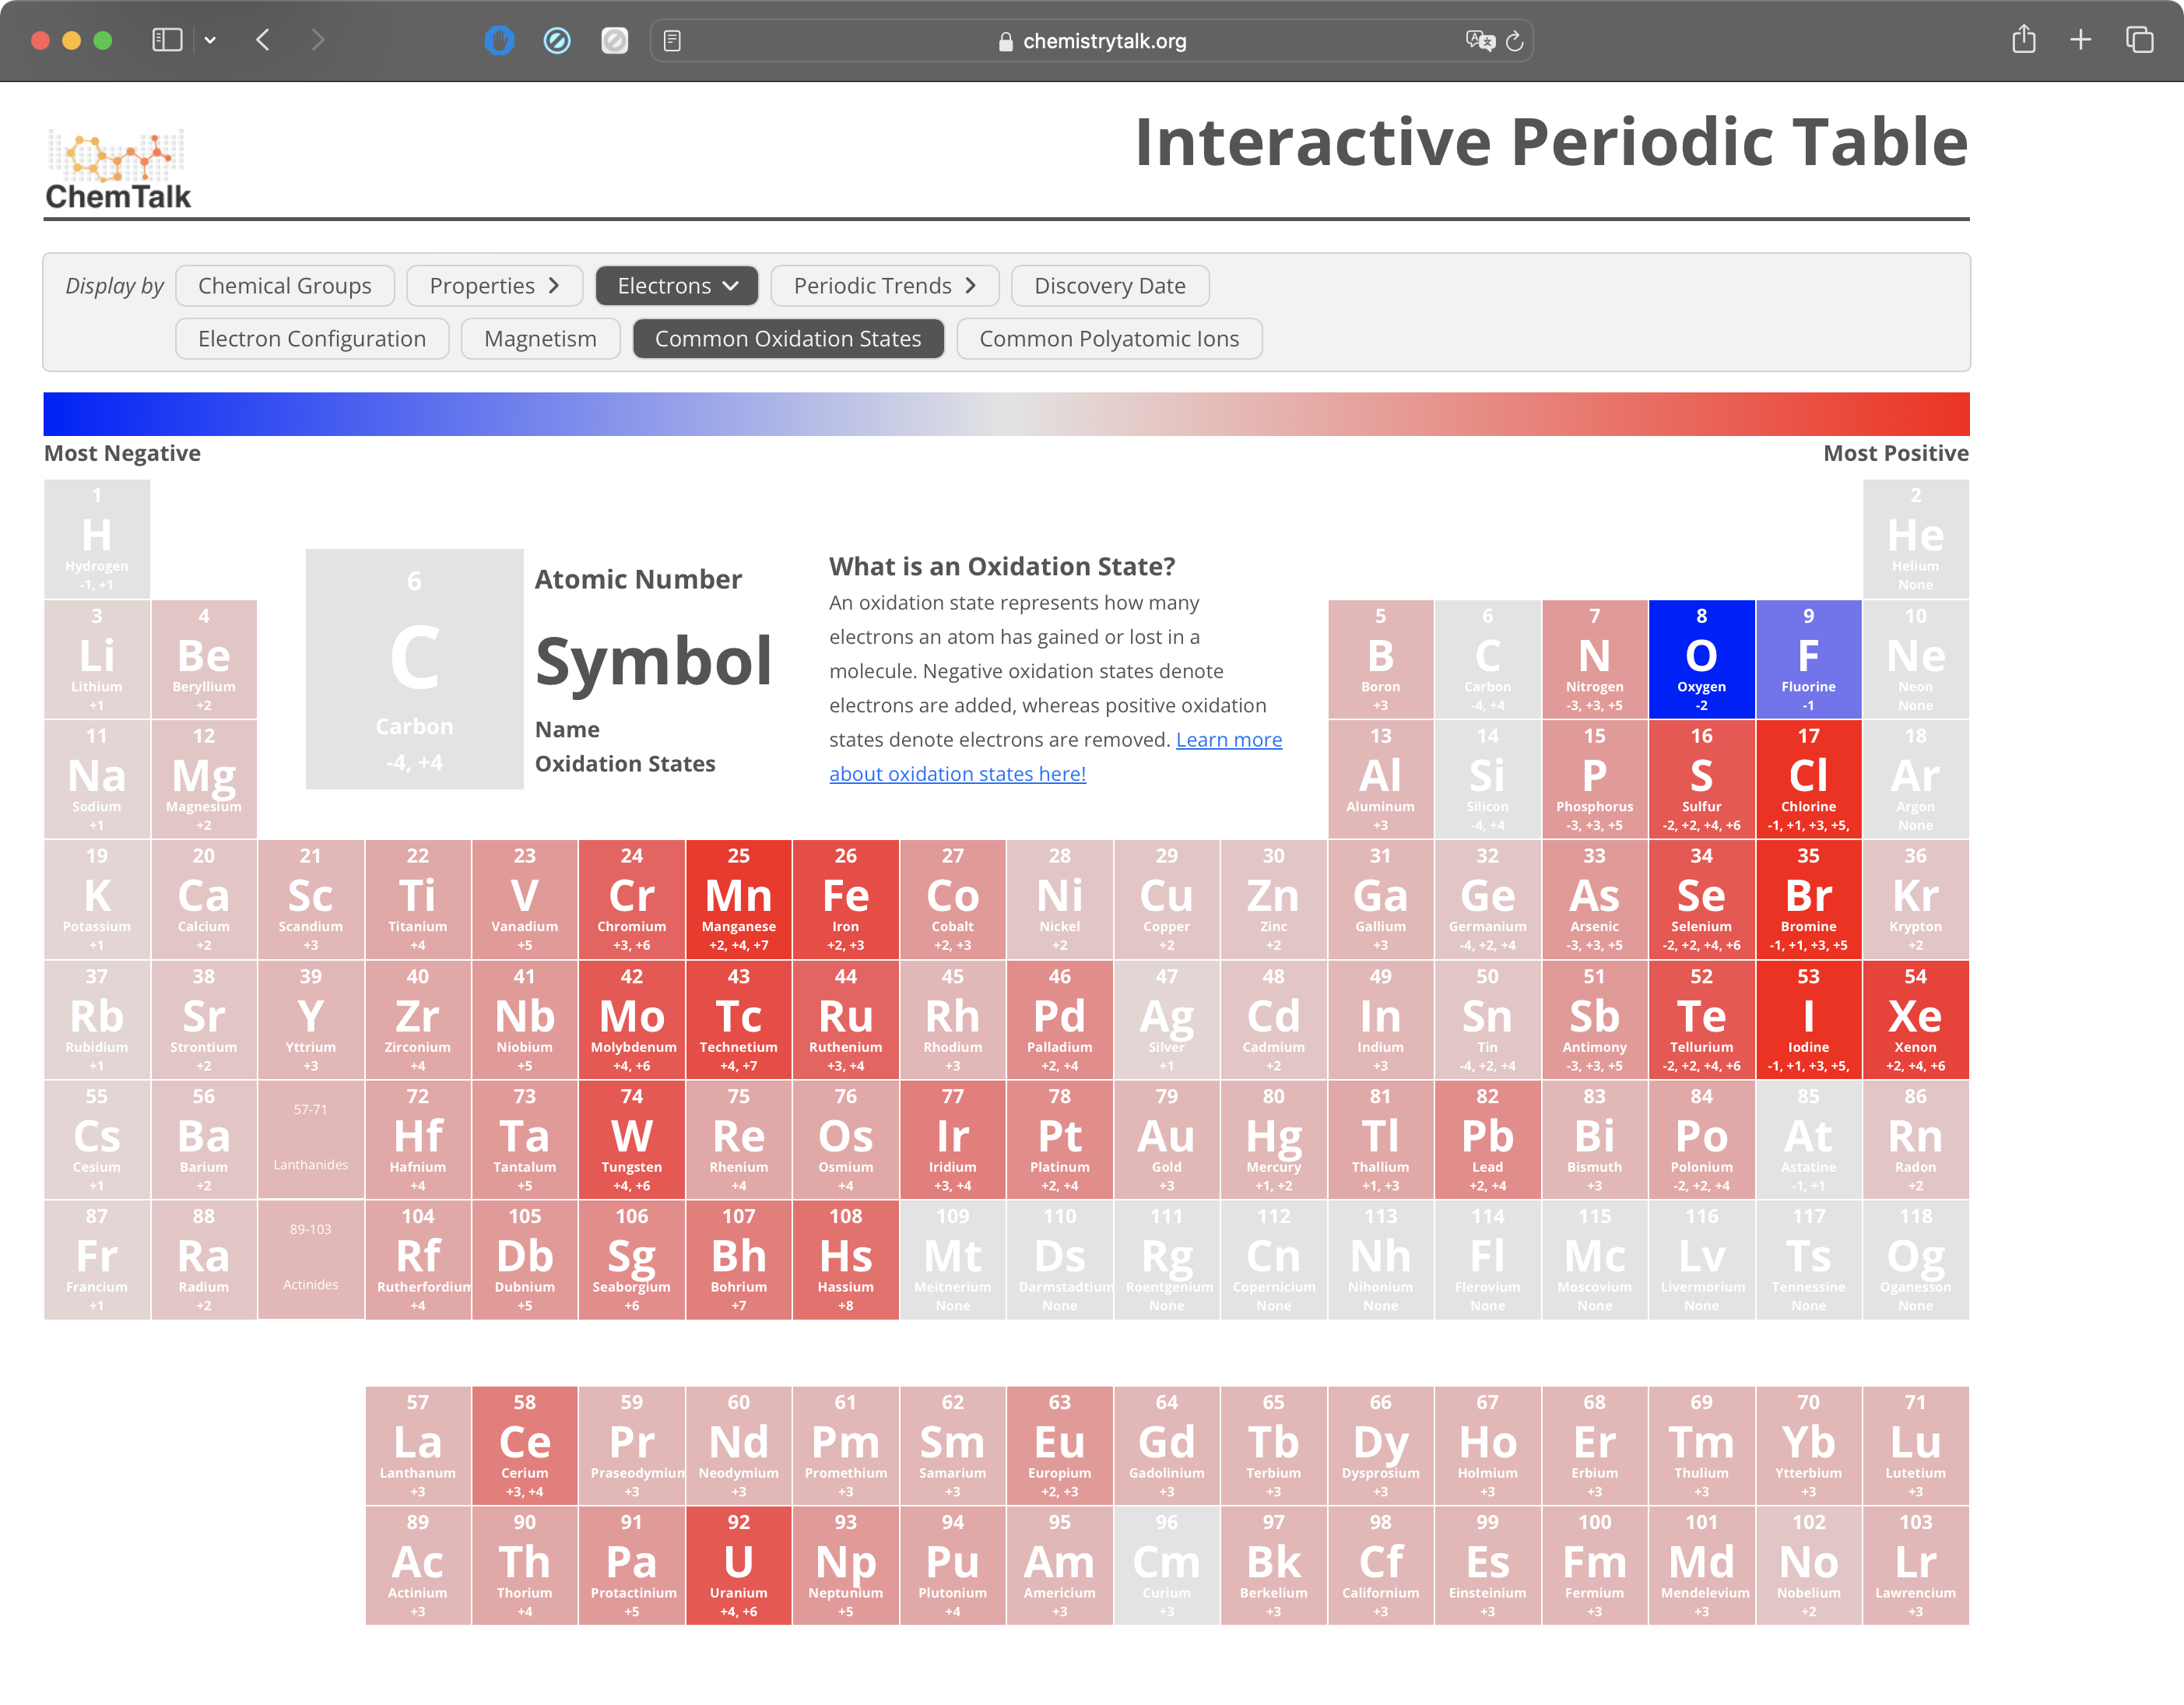 chemistrytalk.org
ChemTalk
Interactive Periodic Table
Display by Chemical Groups Properties Electrons Periodic Trends Discovery Date
Electron Configuration Magnetism Common Oxidation States Common Polyatomic Ions
Most Negative Most Positive
1 2
H He
Hydrogen Helium
-1, +1 None
6
C
Carbon
-4, +4
Atomic Number
Symbol
Name
Oxidation States
What is an Oxidation State?
An oxidation state represents how many
electrons an atom has gained or lost in a
molecule. Negative oxidation states denote
electrons are added, whereas positive oxidation
states denote electrons are removed. Learn more
about oxidation states here!
3 4 5 6 7 8 9 10
Li Be B C N O F Ne
Lithium Beryllium Boron Carbon Nitrogen Oxygen Fluorine Neon
+1 +2 +3 -4, +4 -3, +3, +5 -2 -1 None
11 12 13 14 15 16 17 18
Na Mg Al Si P S Cl Ar
Sodium Magnesium Aluminum Silicon Phosphorus Sulfur Chlorine Argon
+1 +2 +3 -4, +4 -3, +3, +5 -2, +2, +4, +6 -1, +1, +3, +5, None
19 20 21 22 23 24 25 26 27 28 29 30 31 32 33 34 35 36
K Ca Sc Ti V Cr Mn Fe Co Ni Cu Zn Ga Ge As Se Br Kr
Potassium Calcium Scandium Titanium Vanadium Chromium Manganese Iron Cobalt Nickel Copper Zinc Gallium Germanium Arsenic Selenium Bromine Krypton
+1 +2 +3 +4 +5 +3, +6 +2, +4, +7 +2, +3 +2, +3 +2 +2 +2 +3 -4, +2, +4 -3, +3, +5 -2, +2, +4, +6 -1, +1, +3, +5 +2
37 38 39 40 41 42 43 44 45 46 47 48 49 50 51 52 53 54
Rb Sr Y Zr Nb Mo Tc Ru Rh Pd Ag Cd In Sn Sb Te I Xe
Rubidium Strontium Yttrium Zirconium Niobium Molybdenum Technetium Ruthenium Rhodium Palladium Silver Cadmium Indium Tin Antimony Tellurium Iodine Xenon
+1 +2 +3 +4 +5 +4, +6 +4, +7 +3, +4 +3 +2, +4 +1 +2 +3 -4, +2, +4 -3, +3, +5 -2, +2, +4, +6 -1, +1, +3, +5, +2, +4, +6
55 56 57-71 72 73 74 75 76 77 78 79 80 81 82 83 84 85 86
Cs Ba Hf Ta W Re Os Ir Pt Au Hg Tl Pb Bi Po At Rn
Cesium Barium Lanthanides Hafnium Tantalum Tungsten Rhenium Osmium Iridium Platinum Gold Mercury Thallium Lead Bismuth Polonium Astatine Radon
+1 +2 +4 +5 +4, +6 +4 +4 +3, +4 +2, +4 +3 +1, +2 +1, +3 +2, +4 +3 -2, +2, +4 -1, +1 +2
87 88 89-103 104 105 106 107 108 109 110 111 112 113 114 115 116 117 118
Fr Ra Rf Db Sg Bh Hs Mt Ds Rg Cn Nh Fl Mc Lv Ts Og
Francium Radium Actinides Rutherfordium Dubnium Seaborgium Bohrium Hassium Meitnerium Darmstadtium Roentgenium Copernicium Nihonium Flerovium Moscovium Livermorium Tennessine Oganesson
+1 +2 +4 +5 +6 +7 +8 None None None None None None None None None None
57 58 59 60 61 62 63 64 65 66 67 68 69 70 71
La Ce Pr Nd Pm Sm Eu Gd Tb Dy Ho Er Tm Yb Lu
Lanthanum Cerium Praseodymium Neodymium Promethium Samarium Europium Gadolinium Terbium Dysprosium Holmium Erbium Thulium Ytterbium Lutetium
+3 +3, +4 +3 +3 +3 +3 +2, +3 +3 +3 +3 +3 +3 +3 +3 +3
89 90 91 92 93 94 95 96 97 98 99 100 101 102 103
Ac Th Pa U Np Pu Am Cm Bk Cf Es Fm Md No Lr
Actinium Thorium Protactinium Uranium Neptunium Plutonium Americium Curium Berkelium Californium Einsteinium Fermium Mendelevium Nobelium Lawrencium
+3 +4 +5 +4, +6 +5 +4 +3 +3 +3 +3 +3 +3 +3 +2 +3